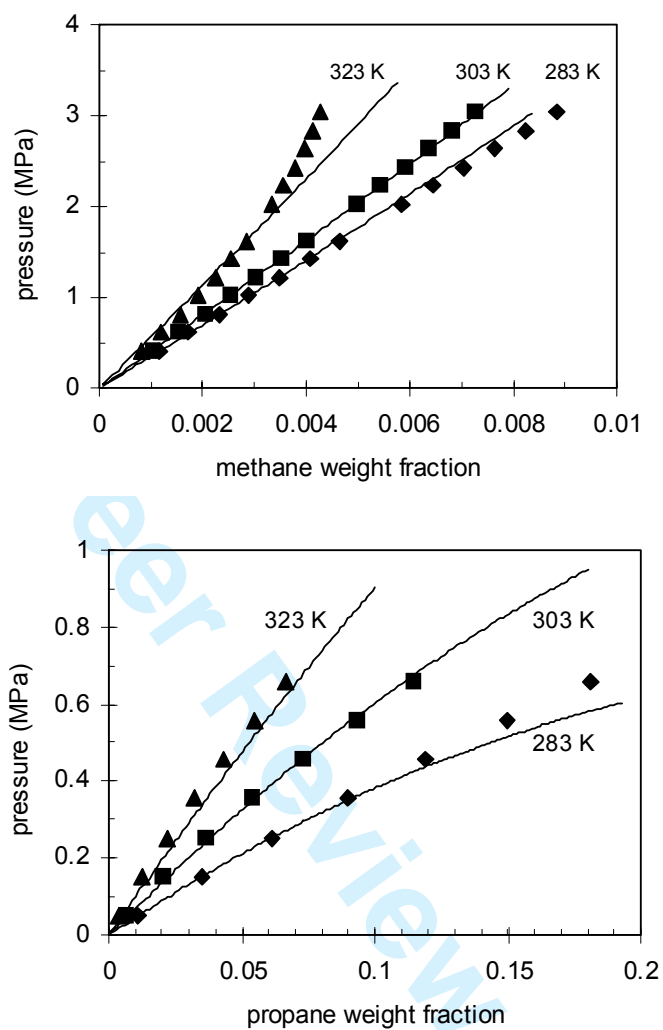 4
3
2
1
0
pressure (MPa)
323 K
303 K
283 K
0
0.002
0.004
0.006
0.008
0.01
methane weight fraction
1
0.8
0.6
0.4
0.2
0
pressure (MPa)
323 K
303 K
283 K
0
0.05
0.1
0.15
0.2
propane weight fraction
eer Review